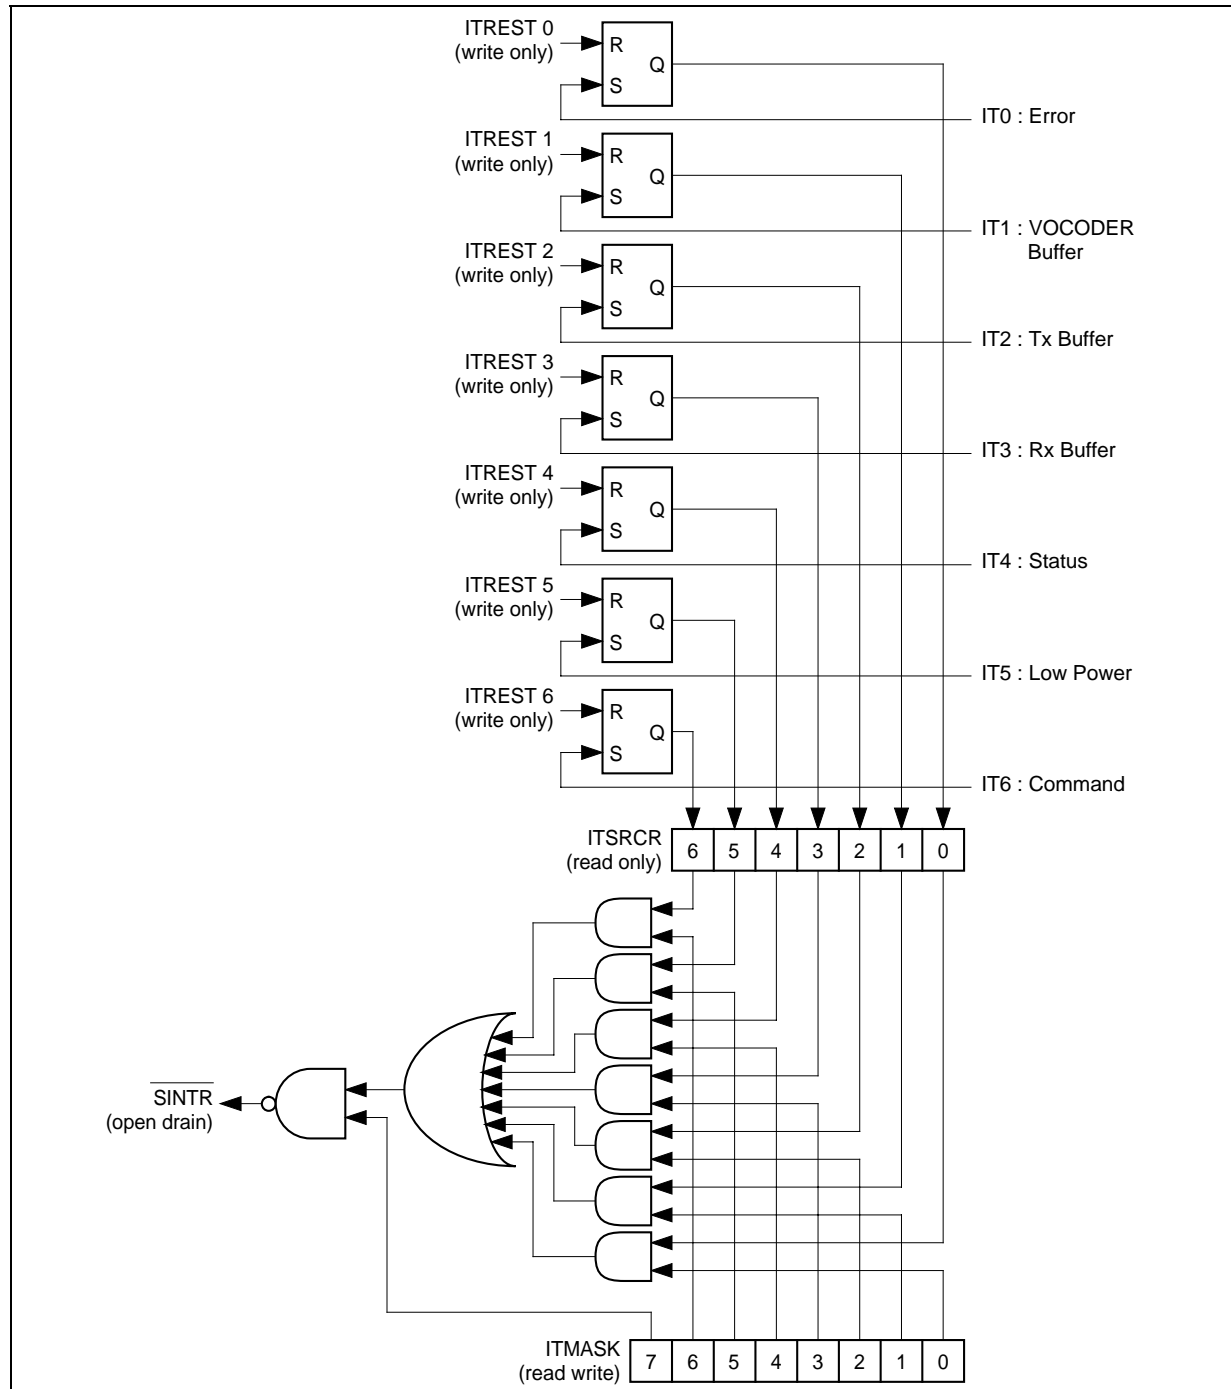 ITREST 0
(write only)
R
Q
S
IT0 : Error
ITREST 1
(write only)
R
Q
S
IT1 : VOCODER
Buffer
ITREST 2
(write only)
R
Q
S
IT2 : Tx Buffer
ITREST 3
(write only)
R
Q
S
IT3 : Rx Buffer
ITREST 4
(write only)
R
Q
S
IT4 : Status
ITREST 5
(write only)
R
Q
S
IT5 : Low Power
ITREST 6
(write only)
R
Q
S
IT6 : Command
ITSRCR
(read only)
6 5 4 3 2 1 0
SINTR
(open drain)
ITMASK
(read write)
7 6 5 4 3 2 1 0